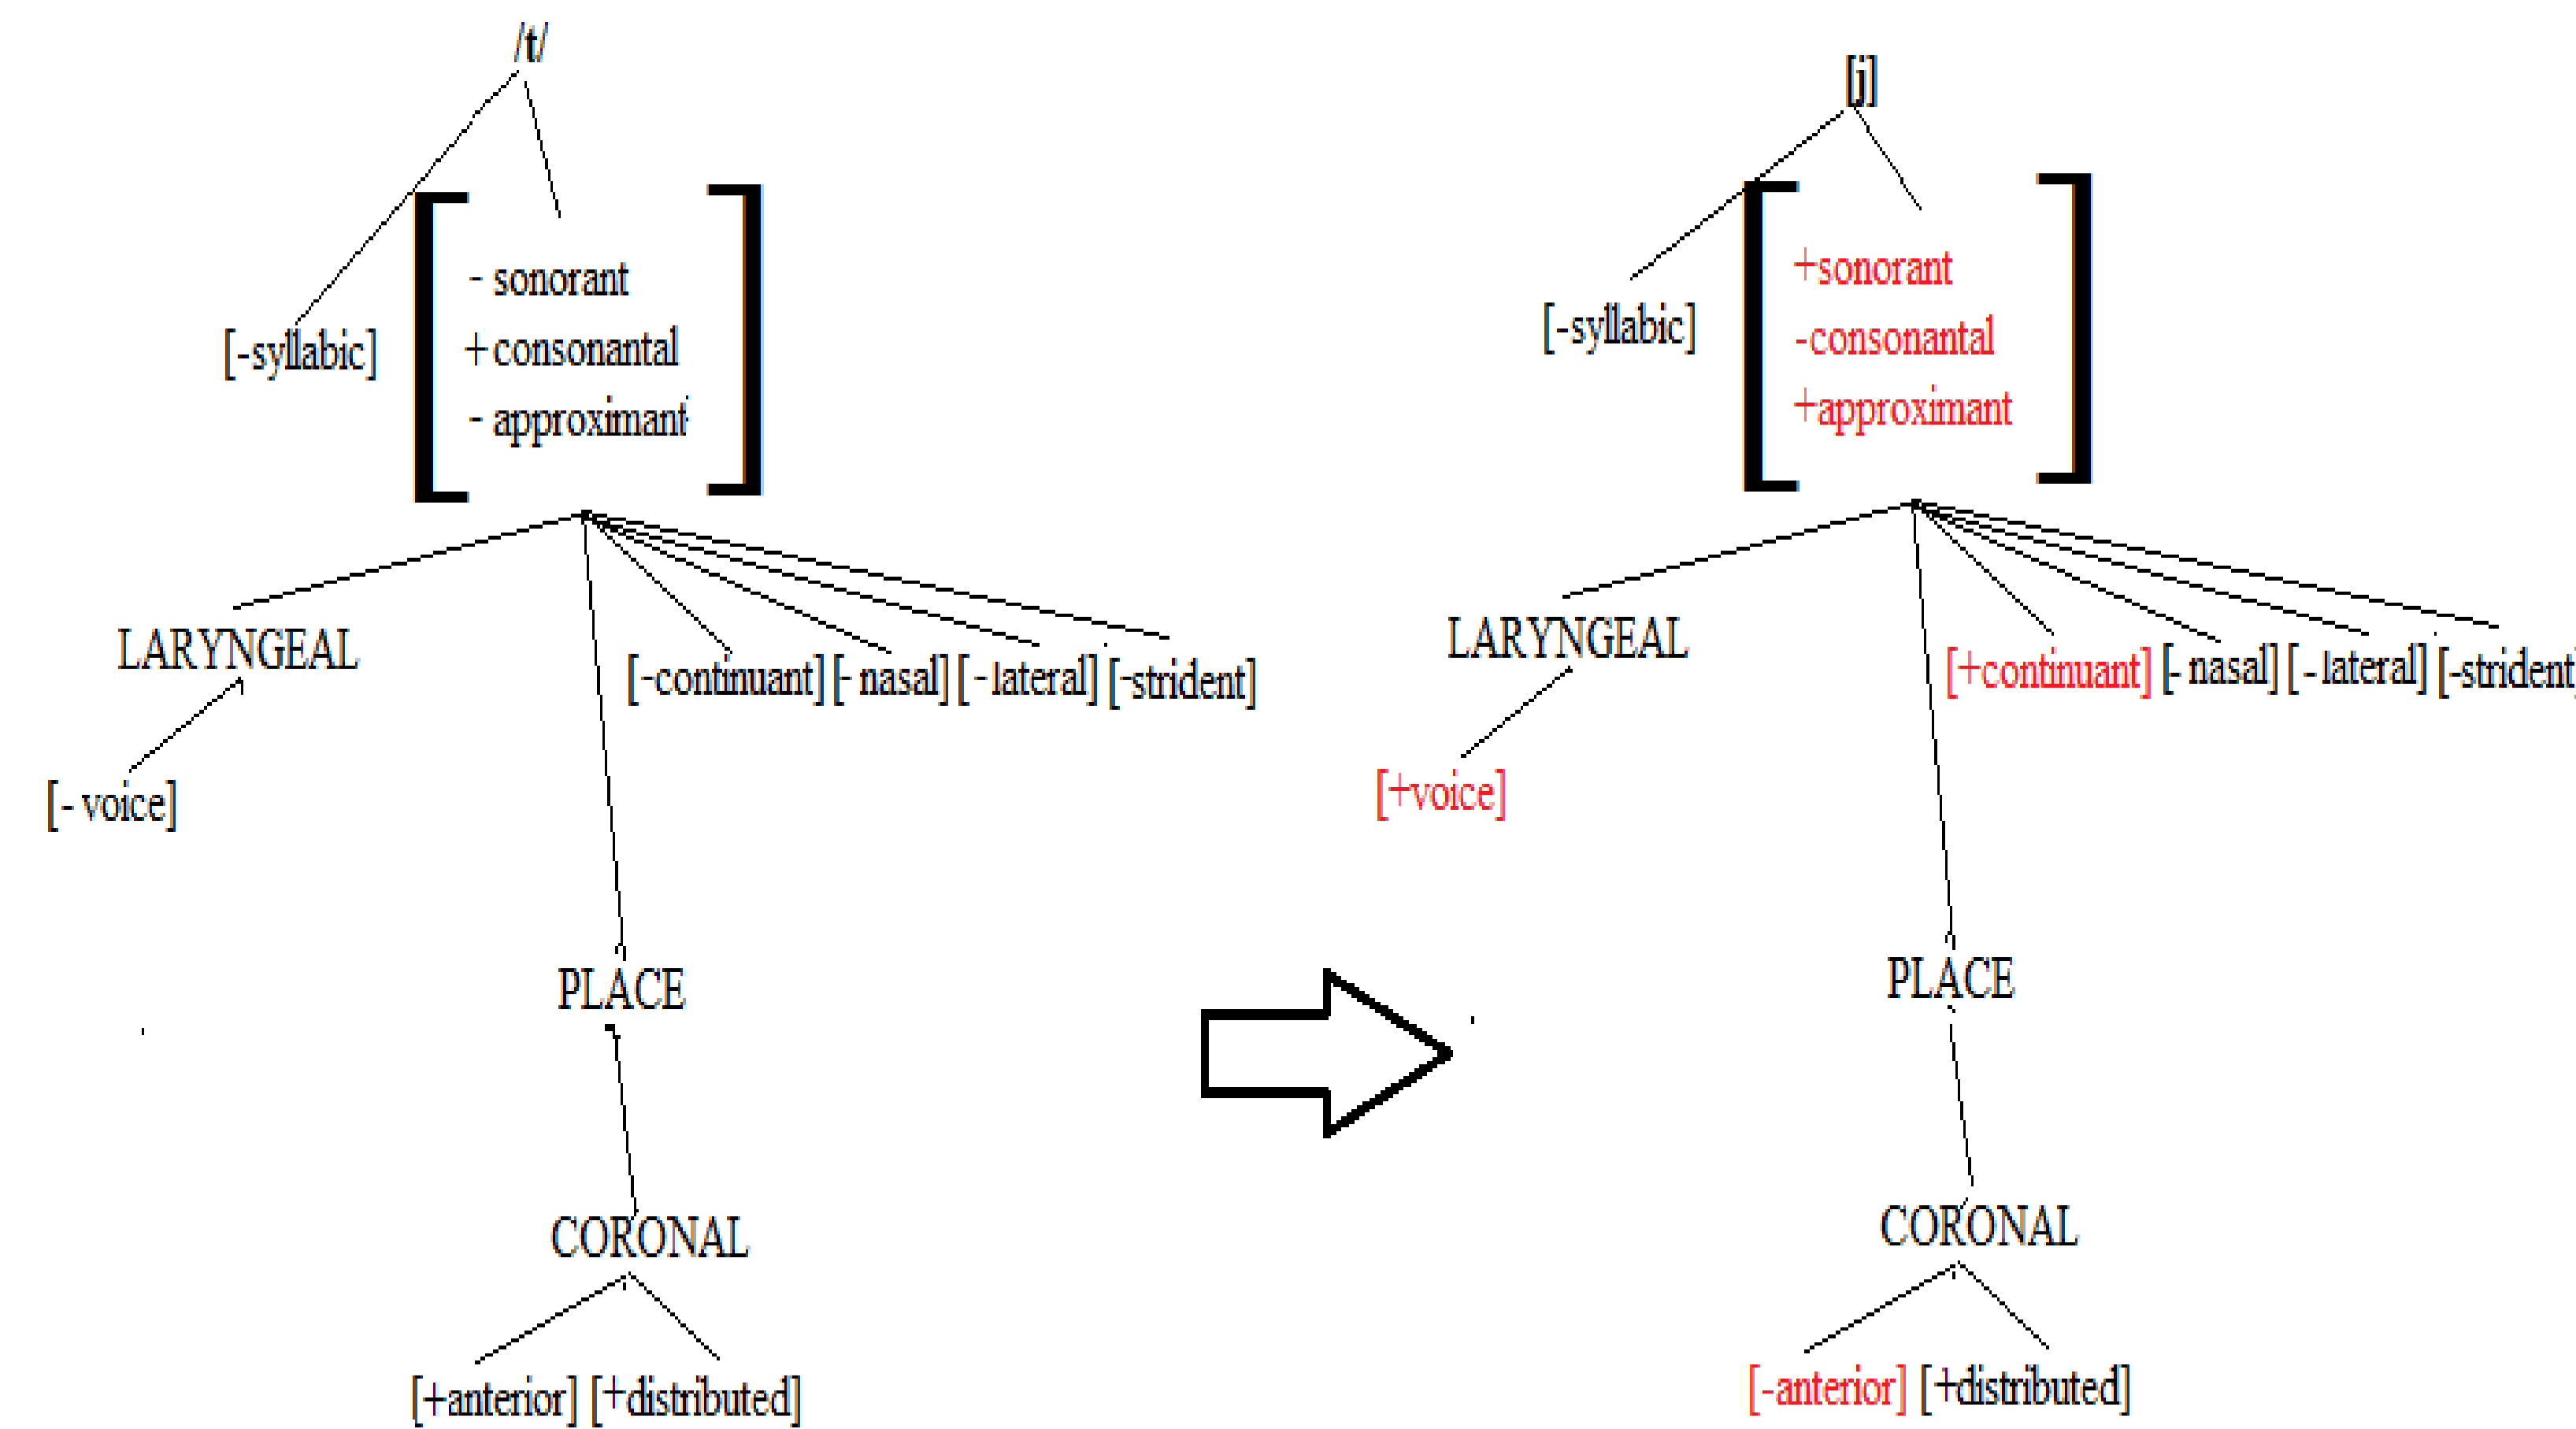 /t/
[-syllabic]
- sonorant
+ consonantal
- approximant
LARYNGEAL
[-continuant] [- nasal] [-lateral] [-strident]
[- voice]
PLACE
CORONAL
[+anterior] [+distributed]
[j]
[-syllabic]
+sonorant
-consonantal
+approximant
LARYNGEAL
[+continuant] [- nasal] [-lateral] [-strident]
[+voice]
PLACE
CORONAL
[-anterior] [+distributed]